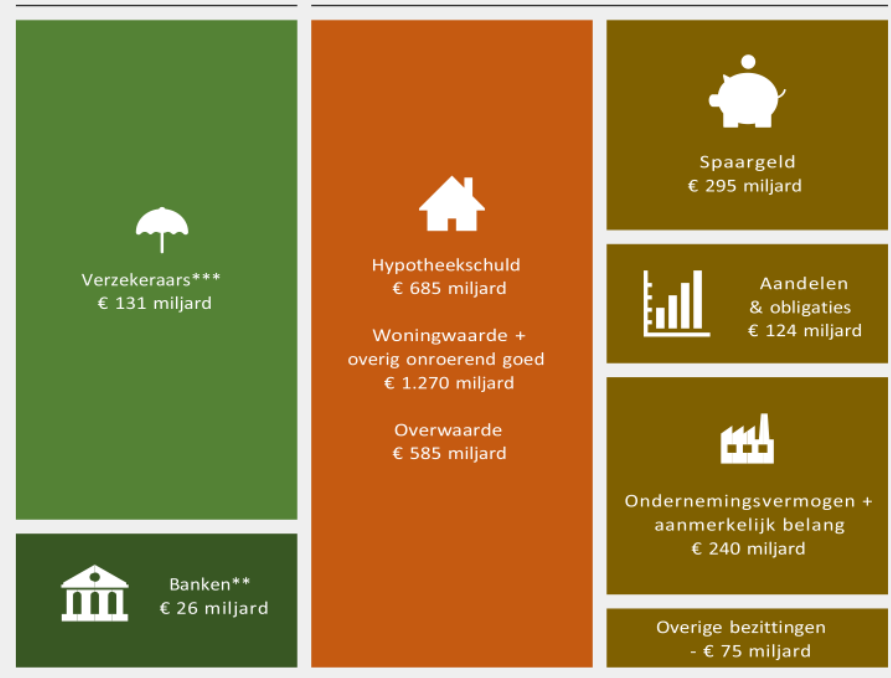 Verzekeraars***
€ 131 miljard
Banken**
€ 26 miljard
Hypotheekschuld
€ 685 miljard
Woningwaarde +
overig onroerend goed
€ 1.270 miljard
Overwaarde
€ 585 miljard
Spaargeld
€ 295 miljard
Aandelen
& obligaties
€ 124 miljard
Ondernemingsvermogen +
aanmerkelijk belang
€ 240 miljard
Overige bezittingen
- € 75 miljard